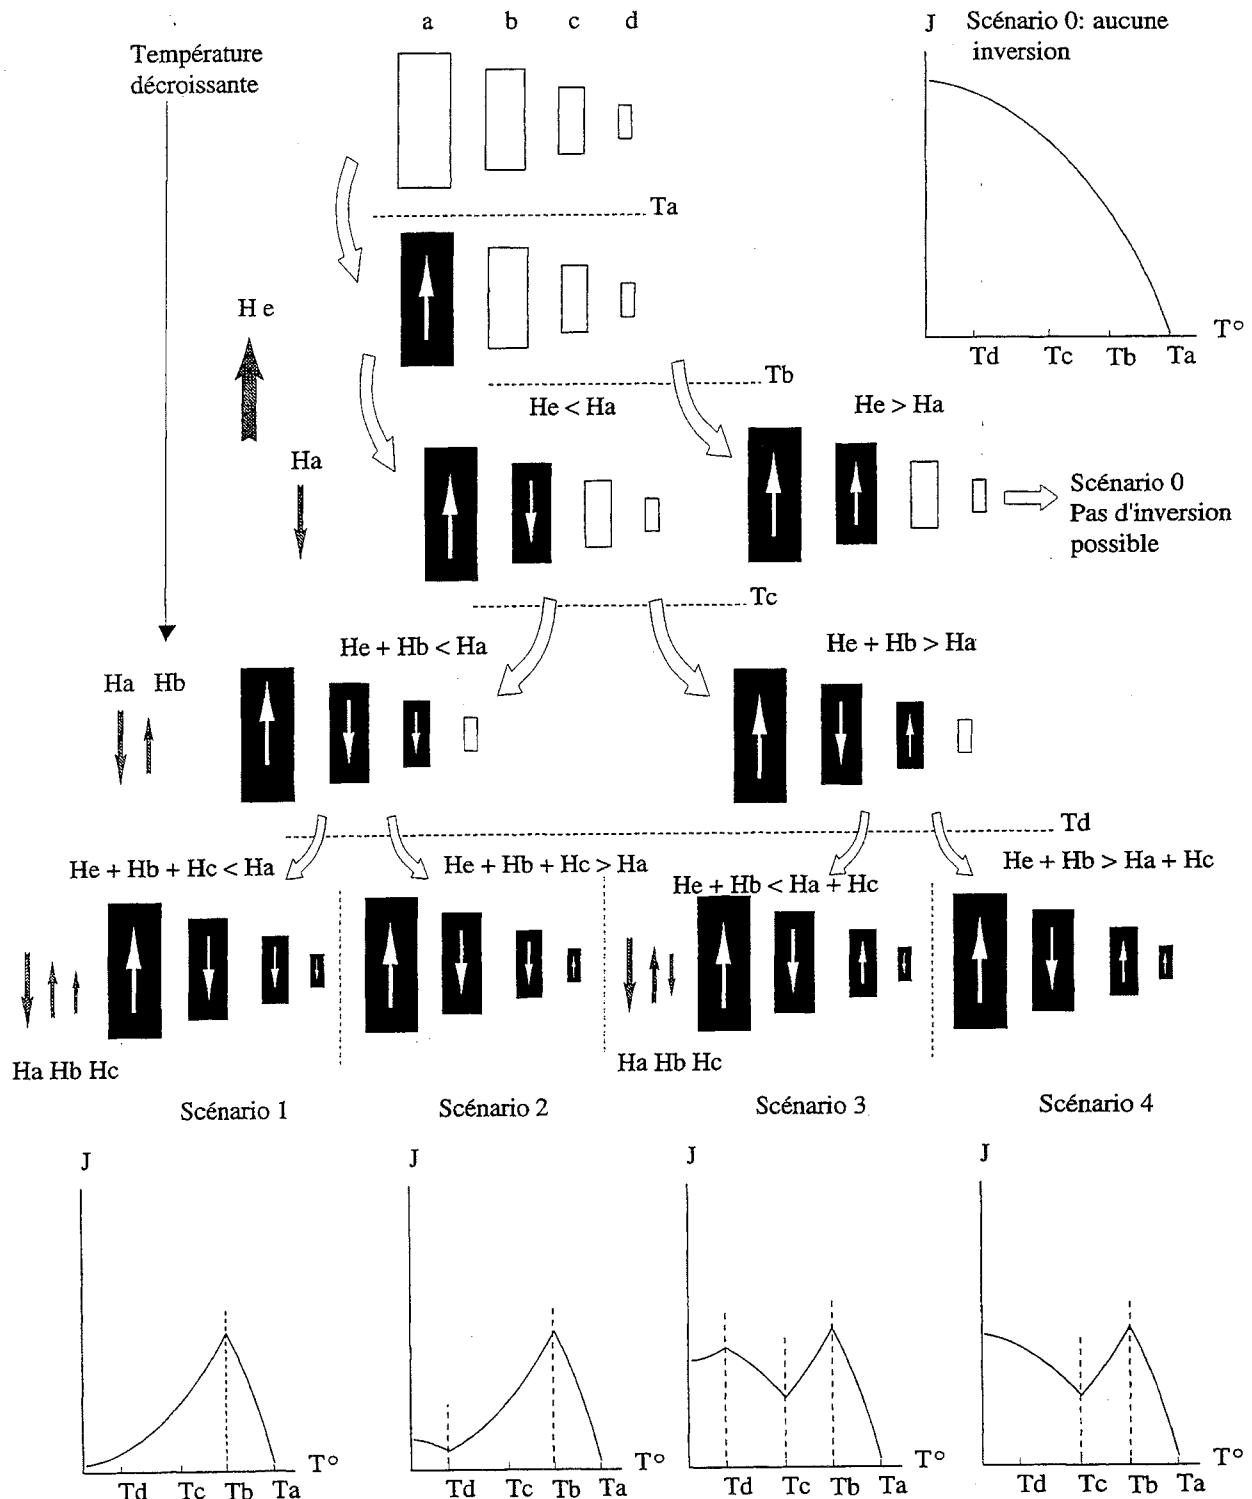 a b c d
Température
décroissante
J Scénario 0: aucune
inversion
T°
Td Tc Tb Ta
Ta
H e
Tb
He < Ha
He > Ha
Ha
Scénario 0
Pas d'inversion
possible
Tc
He + Hb < Ha
He + Hb > Ha
Ha Hb
Td
He + Hb + Hc < Ha
He + Hb + Hc > Ha
He + Hb < Ha + Hc
He + Hb > Ha + Hc
Ha Hb Hc
Ha Hb Hc
Scénario 1
Scénario 2
Scénario 3
Scénario 4
J
J
J
J
T°
T°
T°
T°
Td Tc Tb Ta
Td Tc Tb Ta
Td Tc Tb Ta
Td Tc Tb Ta